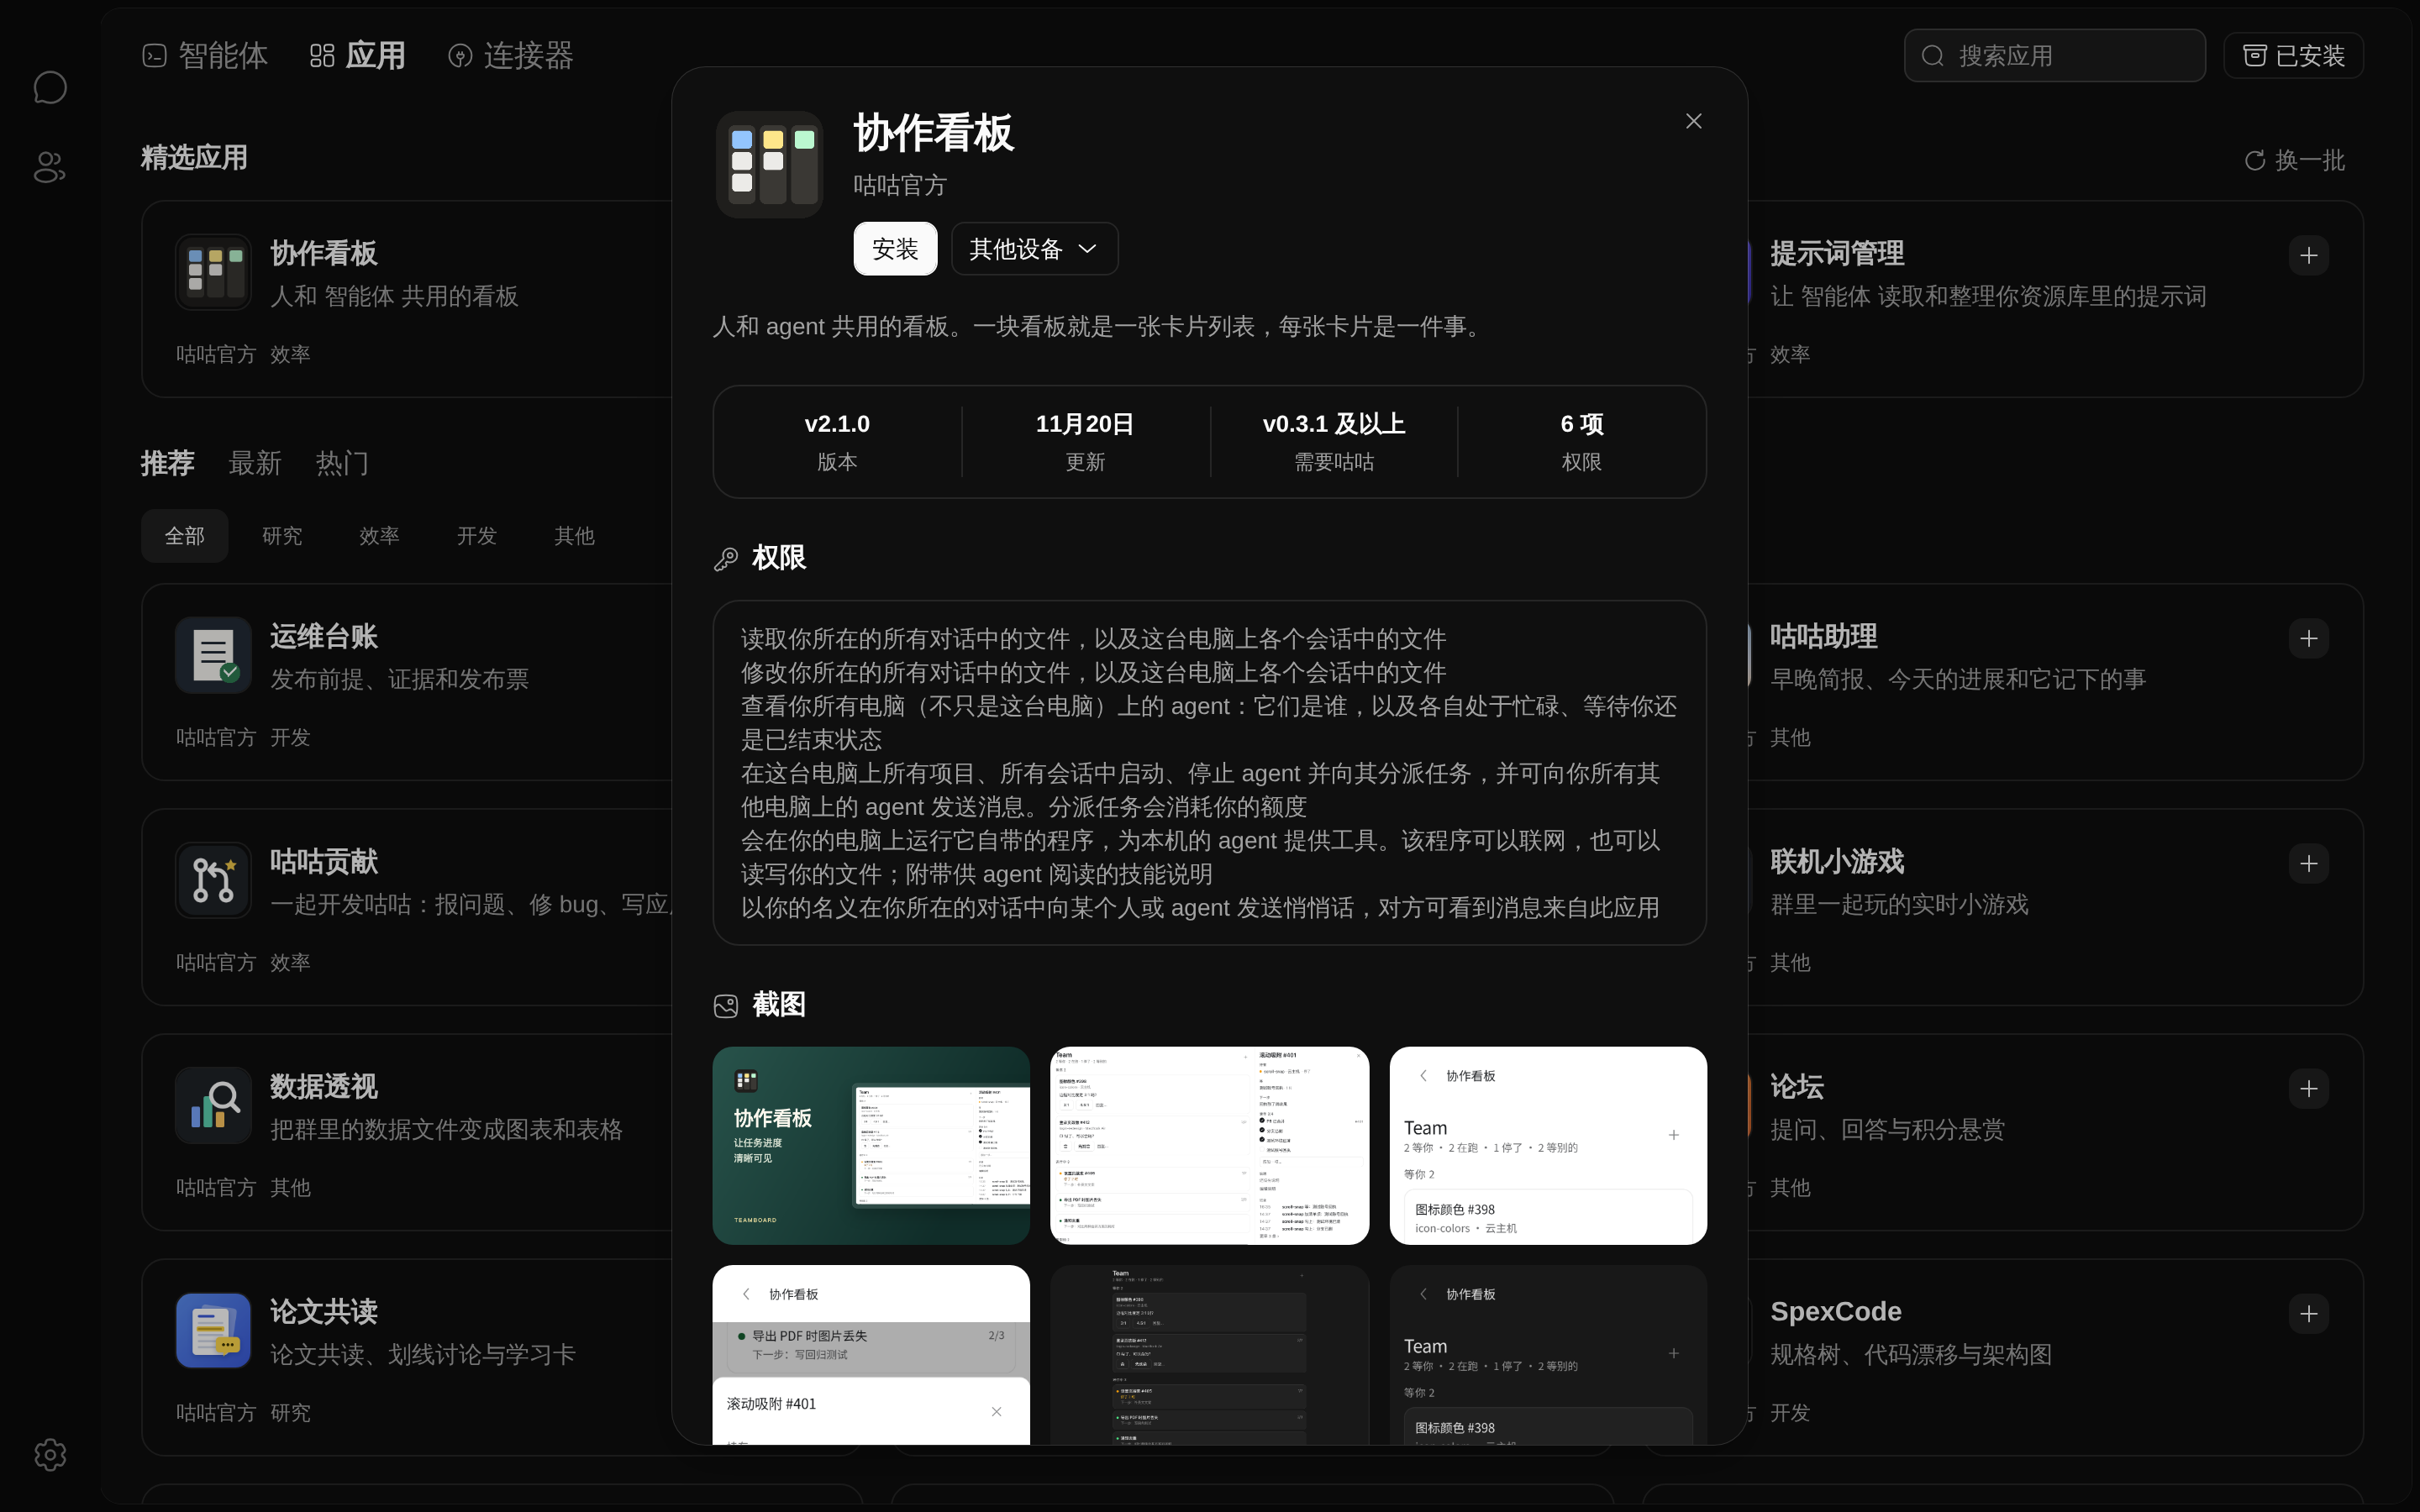 智能体
应用
连接器
搜索应用
已安装
精选应用
换一批
协作看板
人和 智能体 共用的看板
咕咕官方 效率
提示词管理
让 智能体 读取和整理你资源库里的提示词
效率
推荐
最新
热门
全部
研究
效率
开发
其他
运维台账
发布前提、证据和发布票
咕咕官方 开发
咕咕助理
早晚简报、今天的进展和它记下的事
其他
咕咕贡献
一起开发咕咕：报问题、修 bug、写应
咕咕官方 效率
联机小游戏
群里一起玩的实时小游戏
其他
数据透视
把群里的数据文件变成图表和表格
咕咕官方 其他
论坛
提问、回答与积分悬赏
其他
论文共读
论文共读、划线讨论与学习卡
咕咕官方 研究
SpexCode
规格树、代码漂移与架构图
开发
协作看板
咕咕官方
安装
其他设备
人和 agent 共用的看板。一块看板就是一张卡片列表，每张卡片是一件事。
v2.1.0
版本
11月20日
更新
v0.3.1 及以上
需要咕咕
6 项
权限
权限
读取你所在的所有对话中的文件，以及这台电脑上各个会话中的文件
修改你所在的所有对话中的文件，以及这台电脑上各个会话中的文件
查看你所有电脑（不只是这台电脑）上的 agent：它们是谁，以及各自处于忙碌、等待你还
是已结束状态
在这台电脑上所有项目、所有会话中启动、停止 agent 并向其分派任务，并可向你所有其
他电脑上的 agent 发送消息。分派任务会消耗你的额度
会在你的电脑上运行它自带的程序，为本机的 agent 提供工具。该程序可以联网，也可以
读写你的文件；附带供 agent 阅读的技能说明
以你的名义在你所在的对话中向某个人或 agent 发送悄悄话，对方可看到消息来自此应用
截图
协作看板
让任务进度
清晰可见
TEAMBOARD
Team
图标颜色 #398
滚动吸附 #401
导出 PDF 时图片丢失
协作看板
Team
2 等你 · 2 在跑 · 1 停了 · 2 等别的
等你 2
图标颜色 #398
icon-colors · 云主机
协作看板
导出 PDF 时图片丢失
2/3
下一步：写回归测试
滚动吸附 #401
Team
图标颜色 #398
导出 PDF 时图片丢失
协作看板
Team
2 等你 · 2 在跑 · 1 停了 · 2 等别的
等你 2
图标颜色 #398